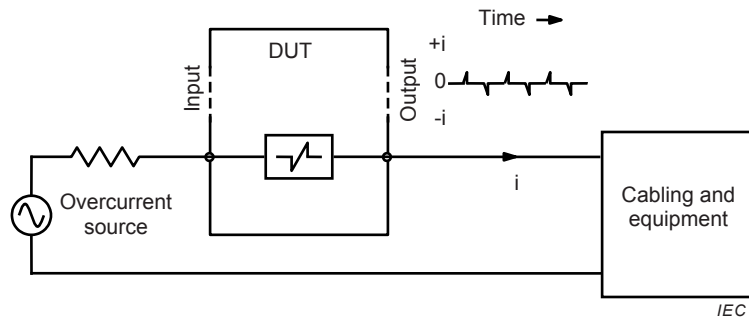 Time
+i
DUT
Input
Output
0
-i
i
Overcurrent
source
Cabling and
equipment
IEC